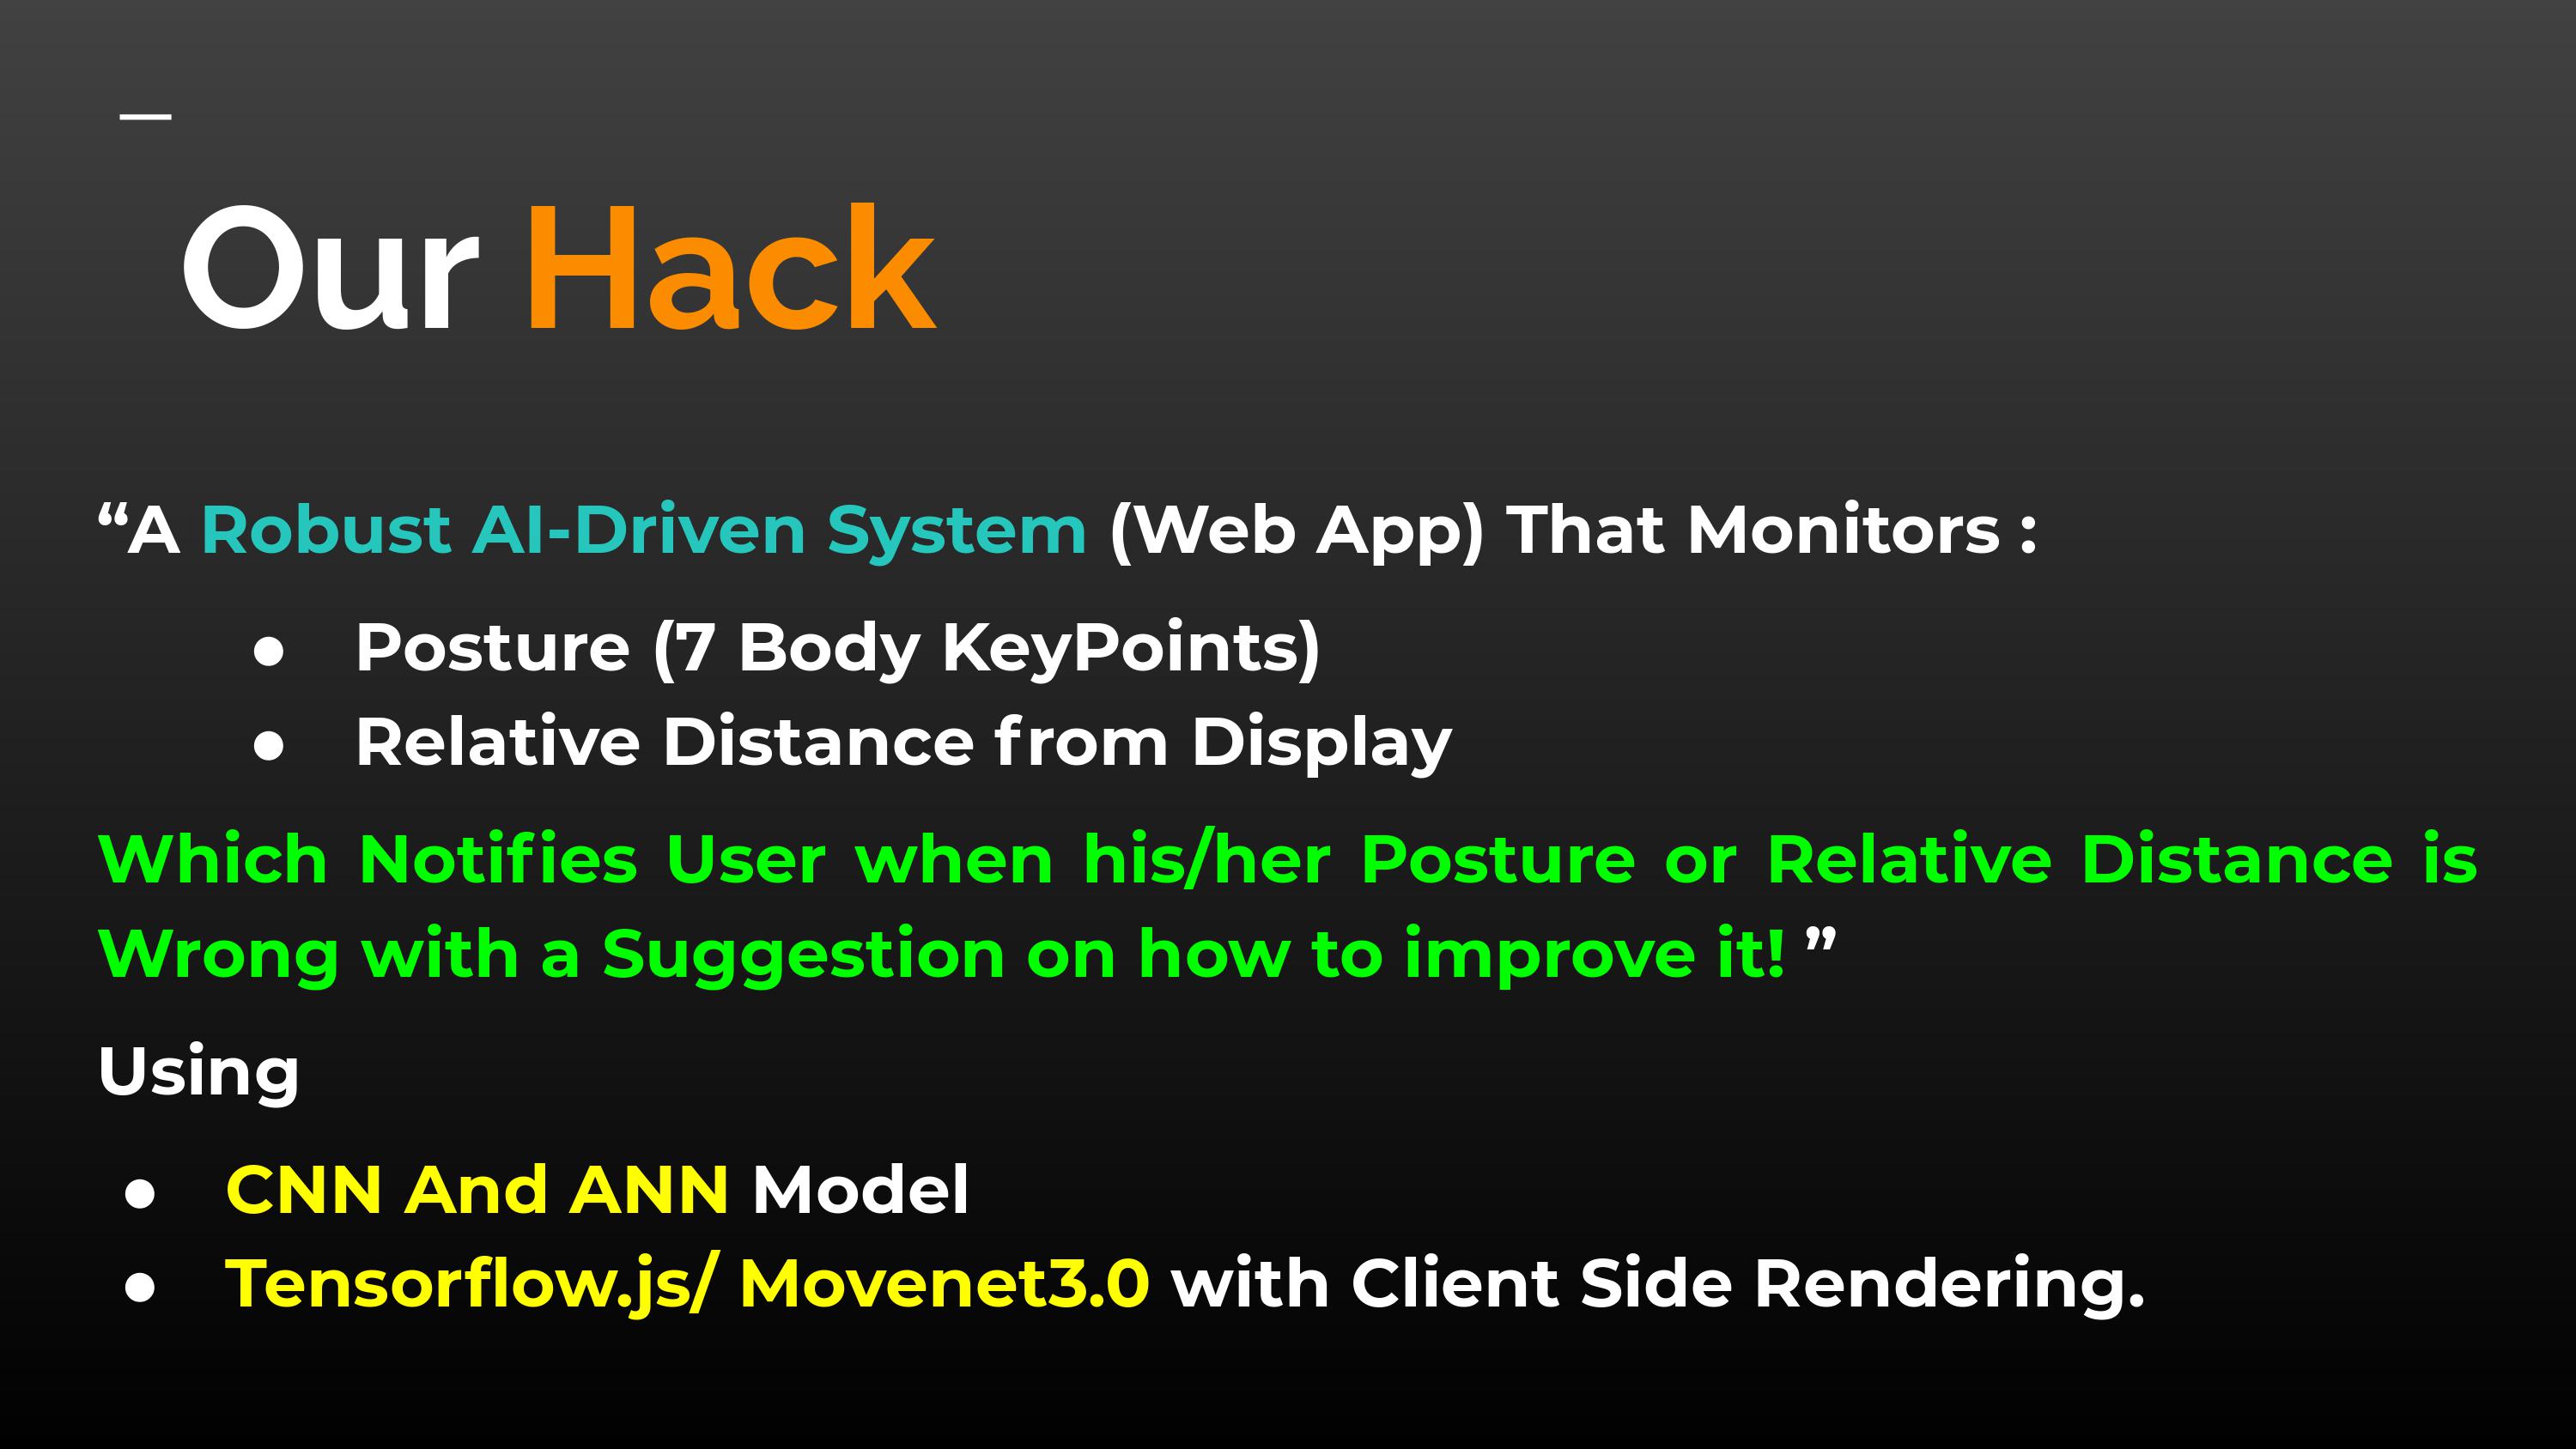 Our Hack
“A Robust AI-Driven System (Web App) That Monitors :
● Posture (7 Body KeyPoints)
● Relative Distance from Display
Which Notifies User when his/her Posture or Relative Distance is
Wrong with a Suggestion on how to improve it! ”
Using
● CNN And ANN Model
● Tensorflow.js/ Movenet3.0 with Client Side Rendering.